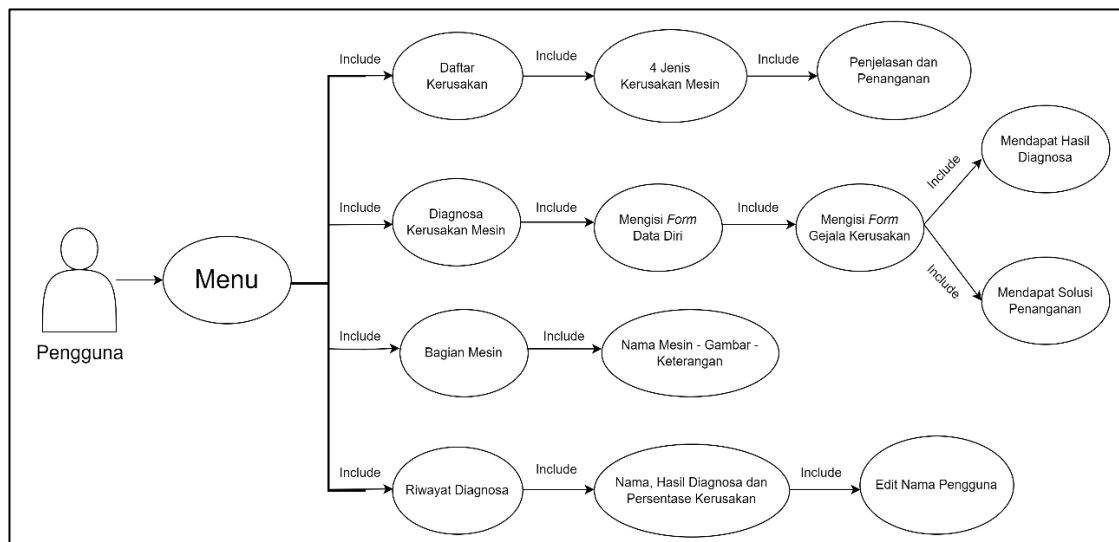 Pengguna
Menu
Include
Daftar
Kerusakan
Include
4 Jenis
Kerusakan Mesin
Include
Penjelasan dan
Penanganan
Include
Diagnosa
Kerusakan Mesin
Include
Mengisi Form
Data Diri
Include
Mengisi Form
Gejala Kerusakan
Include
Mendapat Hasil
Diagnosa
Include
Mendapat Solusi
Penanganan
Include
Bagian Mesin
Include
Nama Mesin - Gambar -
Keterangan
Include
Riwayat Diagnosa
Include
Nama, Hasil Diagnosa dan
Persentase Kerusakan
Include
Edit Nama Pengguna